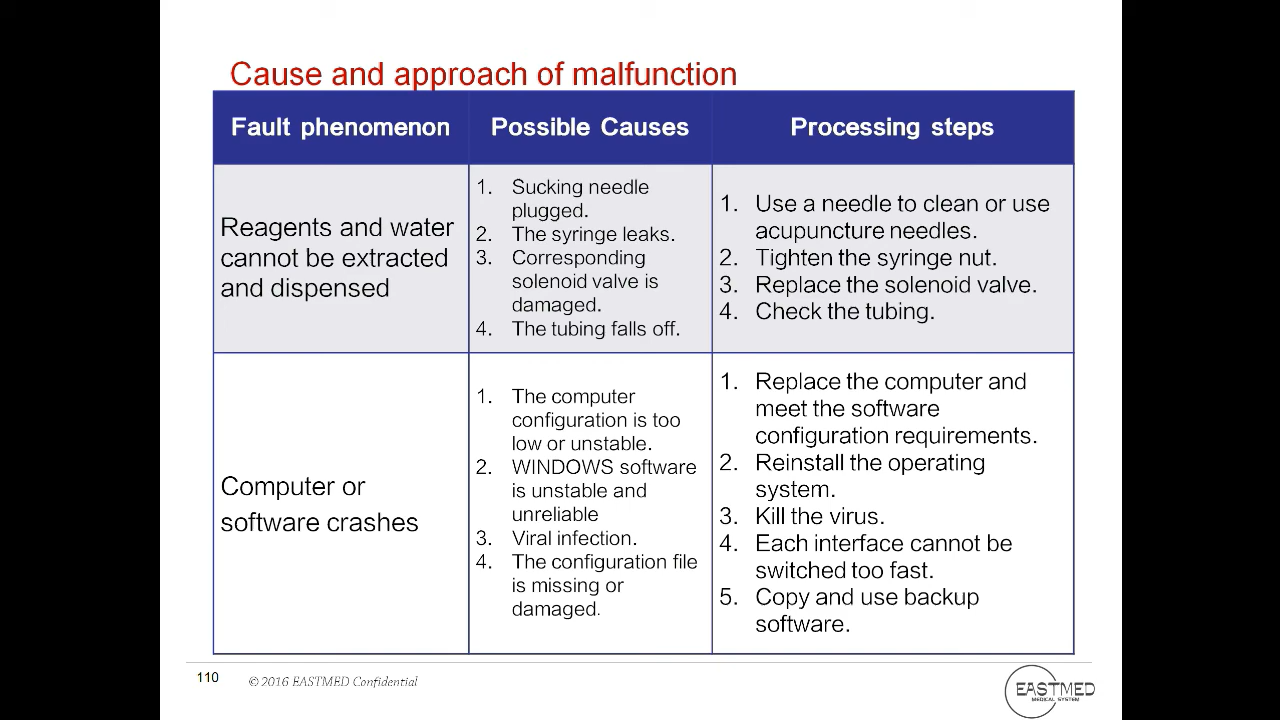 Cause and approach of malfunction
Fault phenomenon
Possible Causes
Processing steps
Reagents and water
cannot be extracted
and dispensed
1. Sucking needle
plugged.
2. The syringe leaks.
3. Corresponding
solenoid valve is
damaged.
4. The tubing falls off.
1. Use a needle to clean or use
acupuncture needles.
2. Tighten the syringe nut.
3. Replace the solenoid valve.
4. Check the tubing.
Computer or
software crashes
1. The computer
configuration is too
low or unstable.
2. WINDOWS software
is unstable and
unreliable
3. Viral infection.
4. The configuration file
is missing or
damaged.
1. Replace the computer and
meet the software
configuration requirements.
2. Reinstall the operating
system.
3. Kill the virus.
4. Each interface cannot be
switched too fast.
5. Copy and use backup
software.
110
© 2016 EASTMED Confidential
EASTMED
MEDICAL SYSTEM